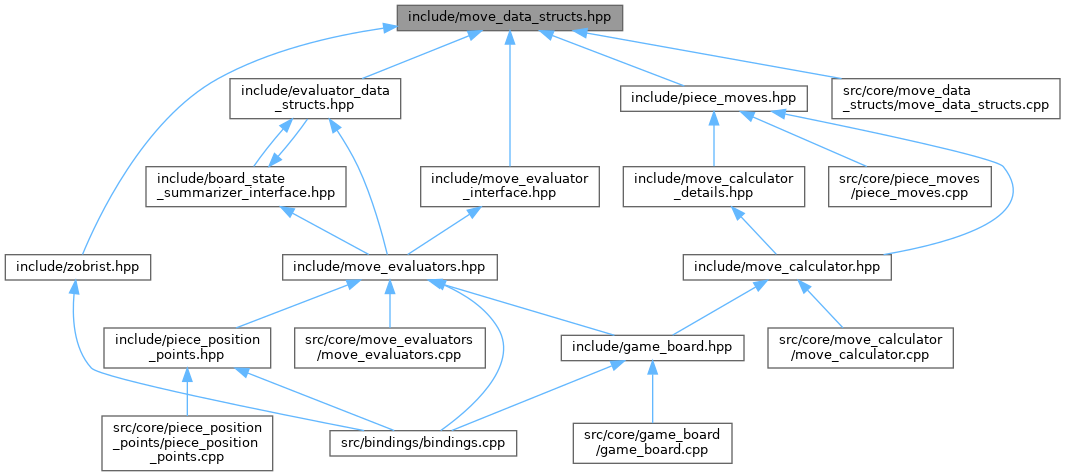 include/move_data_structs.hpp
include/evaluator_data
_structs.hpp
include/piece_moves.hpp
src/core/move_data
_structs/move_data_structs.cpp
include/board_state
_summarizer_interface.hpp
include/move_evaluator
_interface.hpp
include/move_calculator
_details.hpp
src/core/piece_moves
/piece_moves.cpp
include/zobrist.hpp
include/move_evaluators.hpp
include/move_calculator.hpp
include/piece_position
_points.hpp
src/core/move_evaluators
/move_evaluators.cpp
include/game_board.hpp
src/core/move_calculator
/move_calculator.cpp
src/core/piece_position
_points/piece_position
_points.cpp
src/bindings/bindings.cpp
src/core/game_board
/game_board.cpp